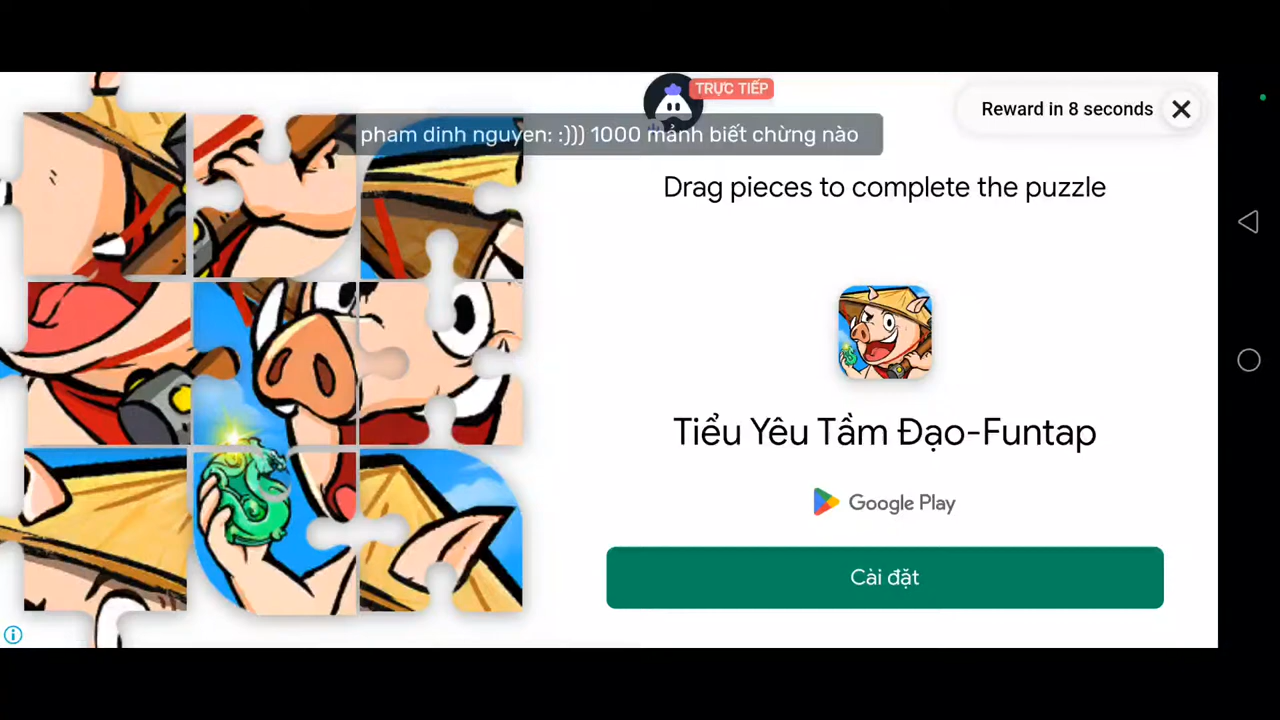 TRỰC TIẾP
Reward in 8 seconds
pham dinh nguyen: :))) 1000 mảnh biết chừng nào
Drag pieces to complete the puzzle
Tiểu Yêu Tầm Đạo-Funtap
Google Play
Cài đặt